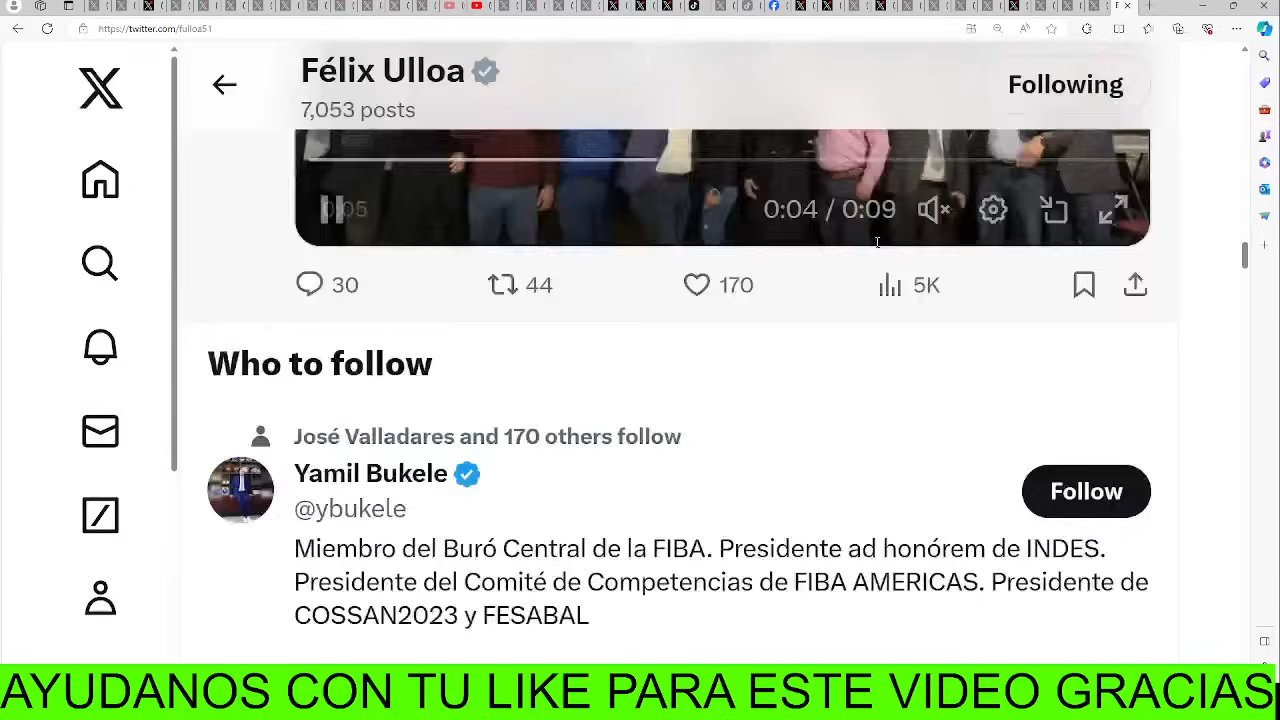 https://twitter.com/fulloa51
Félix Ulloa
7,053 posts
Following
0:05
0:04 / 0:09
30
44
170
5K
Who to follow
José Valladares and 170 others follow
Yamil Bukele
@ybukele
Follow
Miembro del Buró Central de la FIBA. Presidente ad honórem de INDES.
Presidente del Comité de Competencias de FIBA AMERICAS. Presidente de
COSSAN2023 y FESABAL
AYUDANOS CON TU LIKE PARA ESTE VIDEO GRACIAS